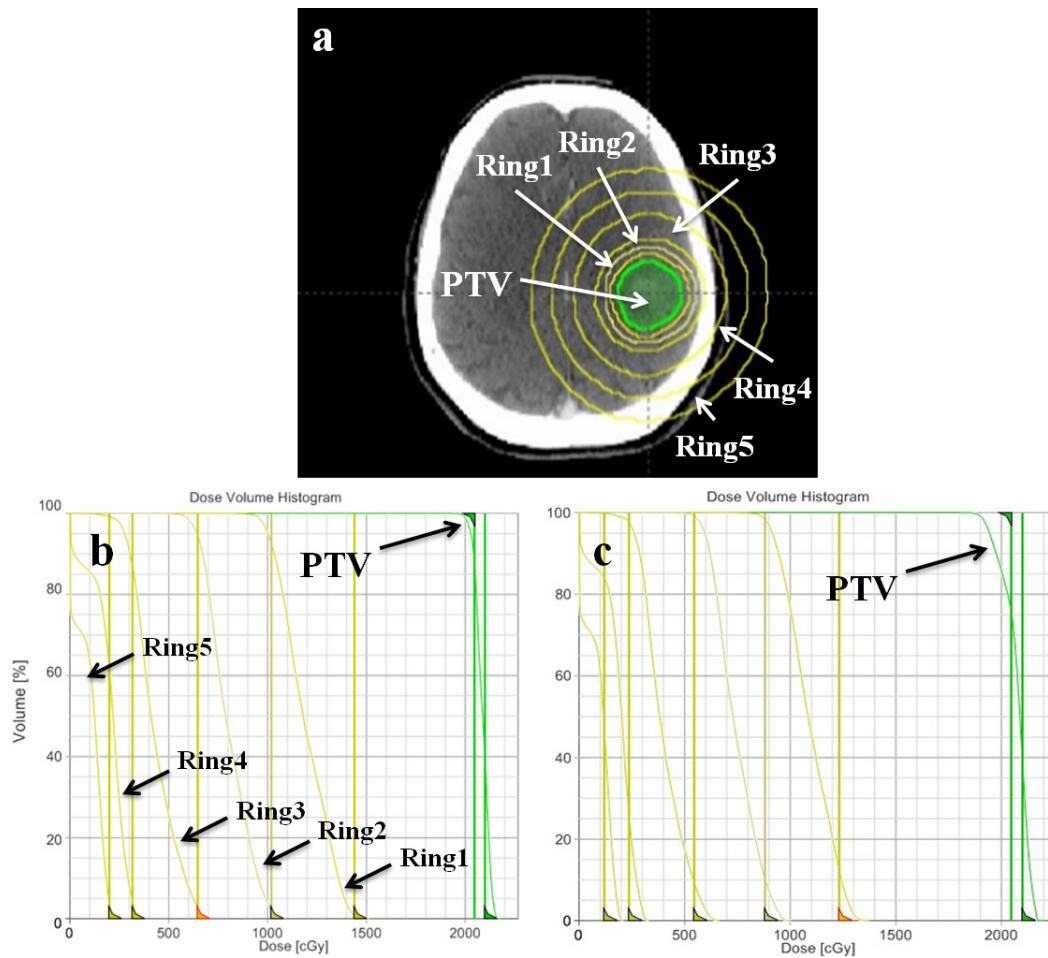 a
Ring2
Ring3
Ring1
PTV
Ring4
Ring5
Dose Volume Histogram
100
b
PTV
80
Ring5
60
Volume [%]
Ring4
40
Ring3
Ring2
20
Ring1
0
0 500 1000 1500 2000
Dose [cGy]
Dose Volume Histogram
100
c
PTV
80
60
40
20
0
0 500 1000 1500 2000
Dose [cGy]